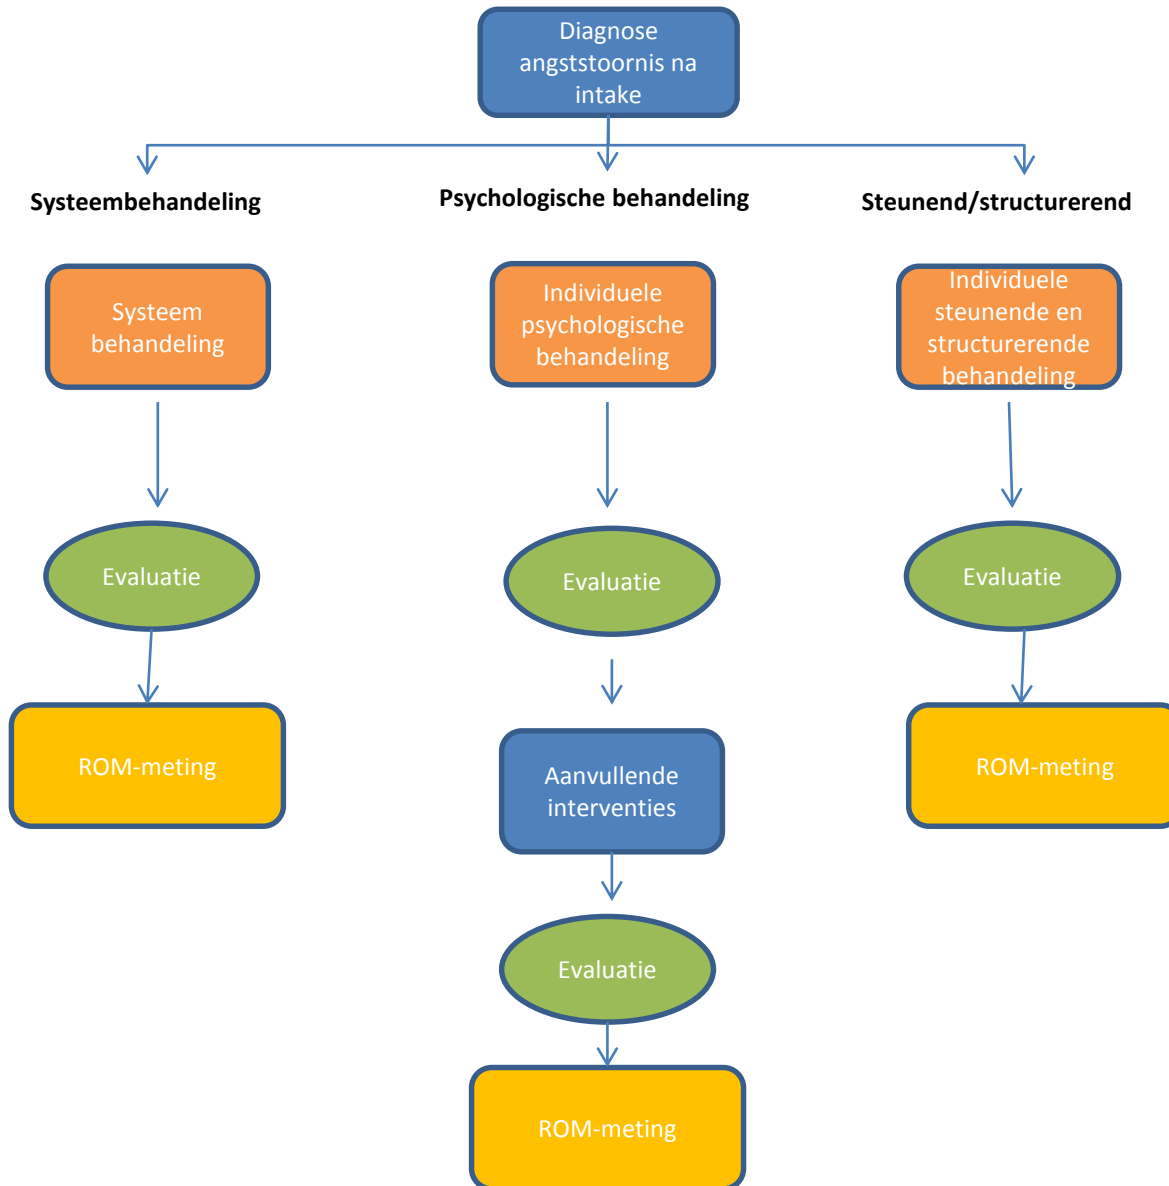 Diagnose
angststoornis na
intake
Systeembehandeling
Psychologische behandeling
Steunend/structurerend
Systeem
behandeling
Individuele
psychologische
behandeling
Individuele
steunende en
structurerende
behandeling
Evaluatie
Evaluatie
Evaluatie
ROM-meting
Aanvullende
interventies
ROM-meting
Evaluatie
ROM-meting